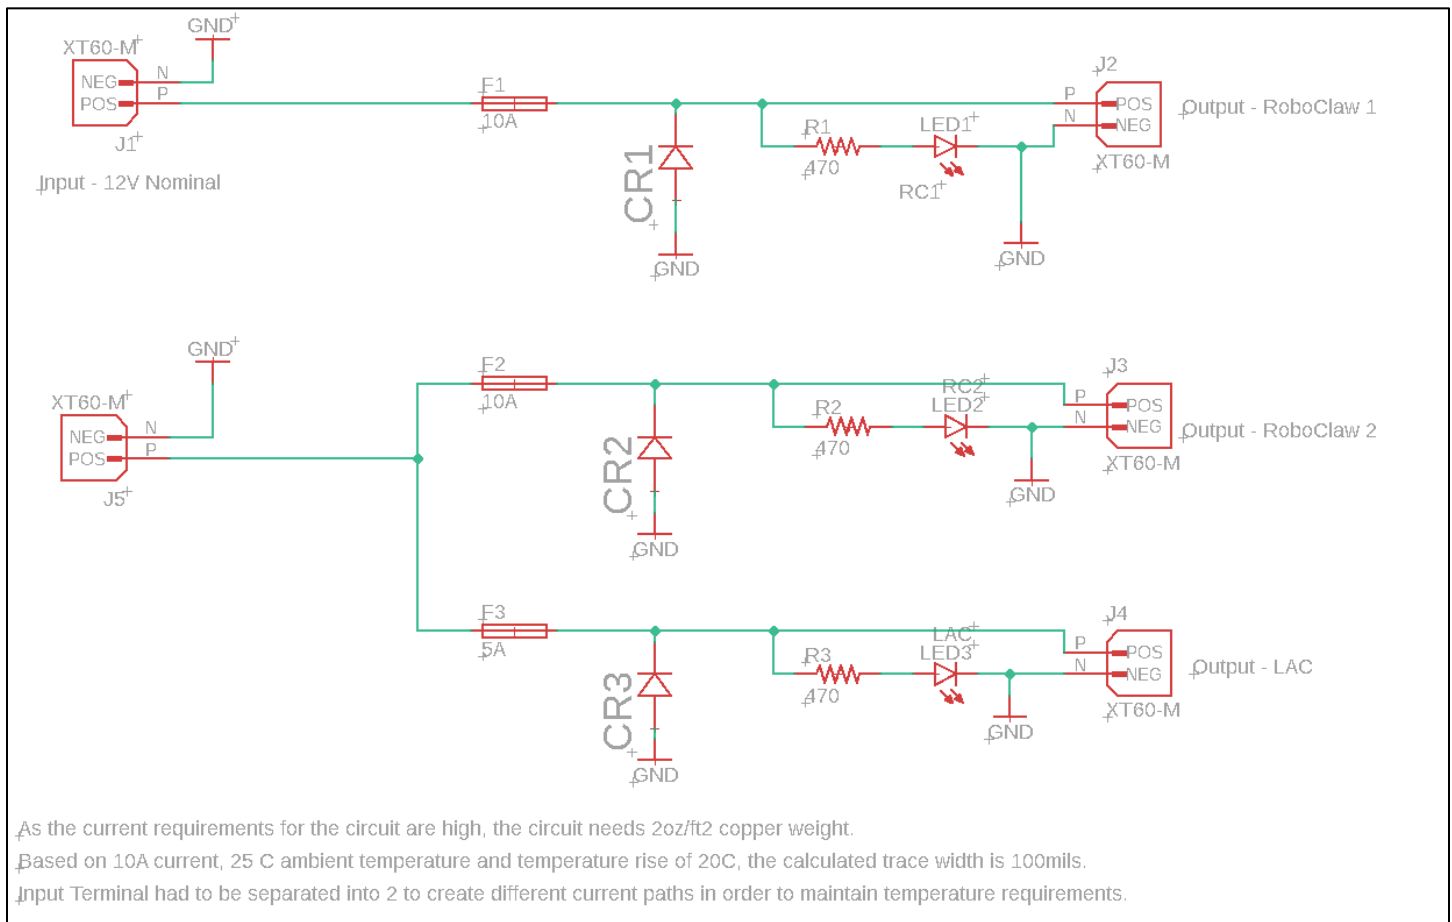 GND
XT60-M
NEG N
POS P
J1
Input - 12V Nominal
F1
10A
CR1
GND
R1
470
LED1
RC1
GND
J2
P POS
N NEG
XT60-M
Output - RoboClaw 1
GND
XT60-M
NEG N
POS P
J5
F2
10A
CR2
GND
R2
470
RC2
LED2
GND
J3
P POS
N NEG
XT60-M
Output - RoboClaw 2
F3
5A
CR3
GND
R3
470
LAC
LED3
GND
J4
P POS
N NEG
XT60-M
Output - LAC
As the current requirements for the circuit are high, the circuit needs 2oz/ft2 copper weight.
Based on 10A current, 25 C ambient temperature and temperature rise of 20C, the calculated trace width is 100mils.
Input Terminal had to be separated into 2 to create different current paths in order to maintain temperature requirements.